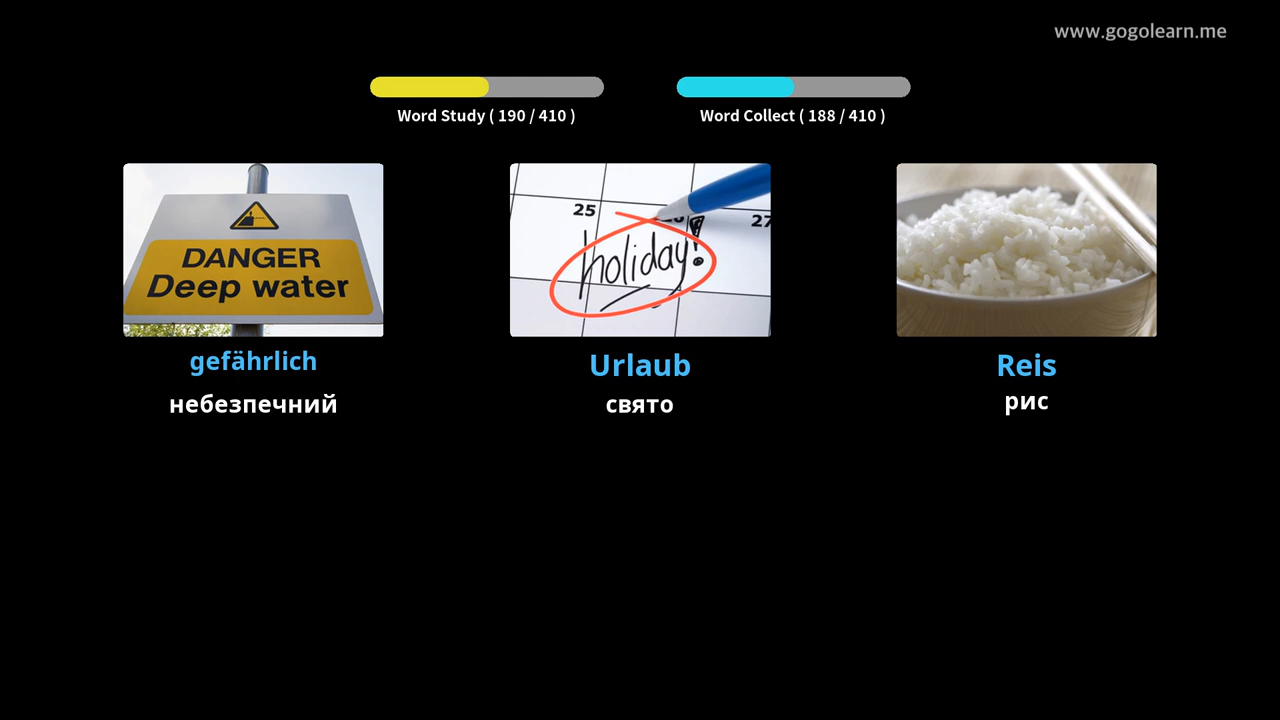 www.gogolearn.me
Word Study ( 190 / 410 )
Word Collect ( 188 / 410 )
DANGER
Deep water
25
27
holiday!
gefährlich
Urlaub
Reis
небезпечний
свято
рис